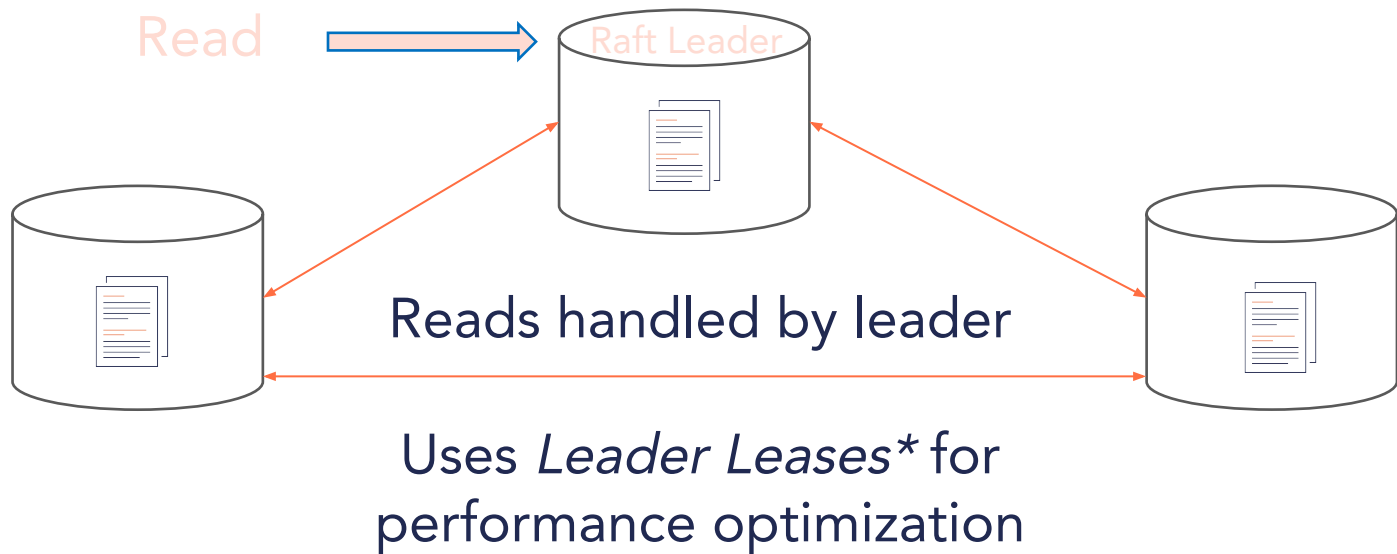 Read
Raft Leader
Reads handled by leader
Uses Leader Leases* for
performance optimization